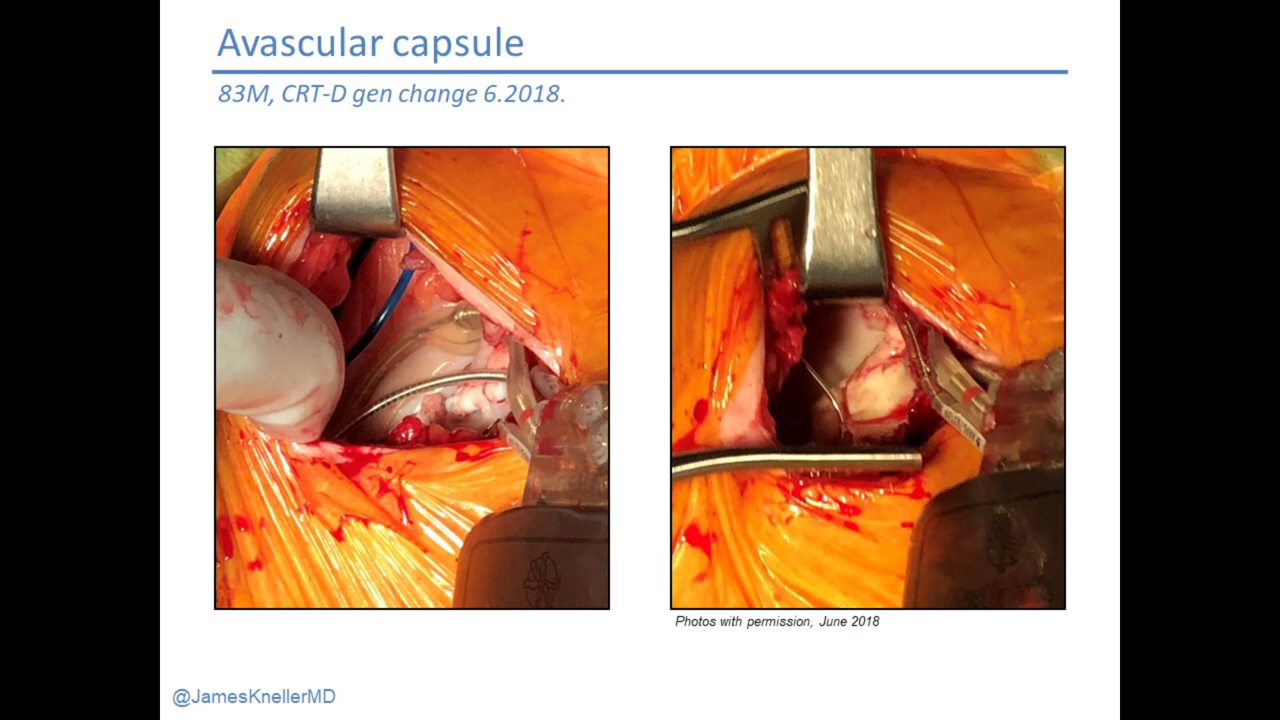 Avascular capsule
83M, CRT-D gen change 6.2018.
Photos with permission, June 2018
@JamesKnellerMD